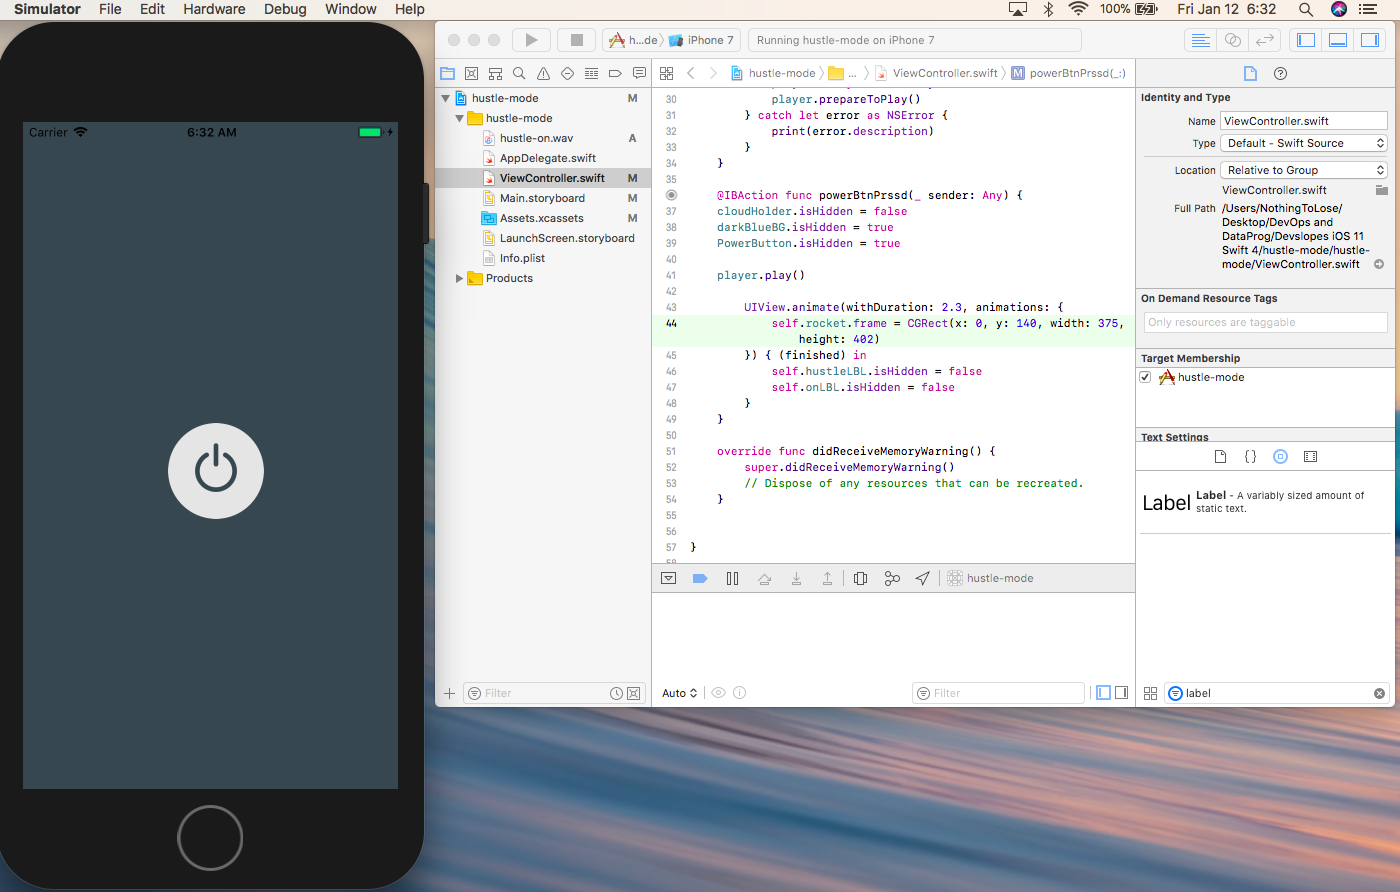 Simulator File Edit Hardware Debug Window Help 100% Fri Jan 12 6:32
Carrier 6:32 AM
h...de iPhone 7 Running hustle-mode on iPhone 7
hustle-mode ... ViewController.swift M powerBtnPrssd(_:)
hustle-mode M
hustle-mode
hustle-on.wav A
AppDelegate.swift
ViewController.swift M
Main.storyboard M
Assets.xcassets M
LaunchScreen.storyboard
Info.plist
Products
Filter
30 player.prepareToPlay()
31 } catch let error as NSError {
32 print(error.description)
33 }
34 }
35
@IBAction func powerBtnPrssd(_ sender: Any) {
37 cloudHolder.isHidden = false
38 darkBlueBG.isHidden = true
39 PowerButton.isHidden = true
40
41 player.play()
42
43 UIView.animate(withDuration: 2.3, animations: {
44 self.rocket.frame = CGRect(x: 0, y: 140, width: 375,
height: 402)
45 }) { (finished) in
46 self.hustleLBL.isHidden = false
47 self.onLBL.isHidden = false
48 }
49 }
50
51 override func didReceiveMemoryWarning() {
52 super.didReceiveMemoryWarning()
53 // Dispose of any resources that can be recreated.
54 }
55
56
57 }
hustle-mode
Auto Filter
Identity and Type
Name ViewController.swift
Type Default - Swift Source
Location Relative to Group
ViewController.swift
Full Path /Users/NothingToLose/
Desktop/DevOps and
DataProg/Devslopes iOS 11
Swift 4/hustle-mode/hustle-
mode/ViewController.swift
On Demand Resource Tags
Only resources are taggable
Target Membership
hustle-mode
Text Settings
{}
Label Label - A variably sized amount of
static text.
label